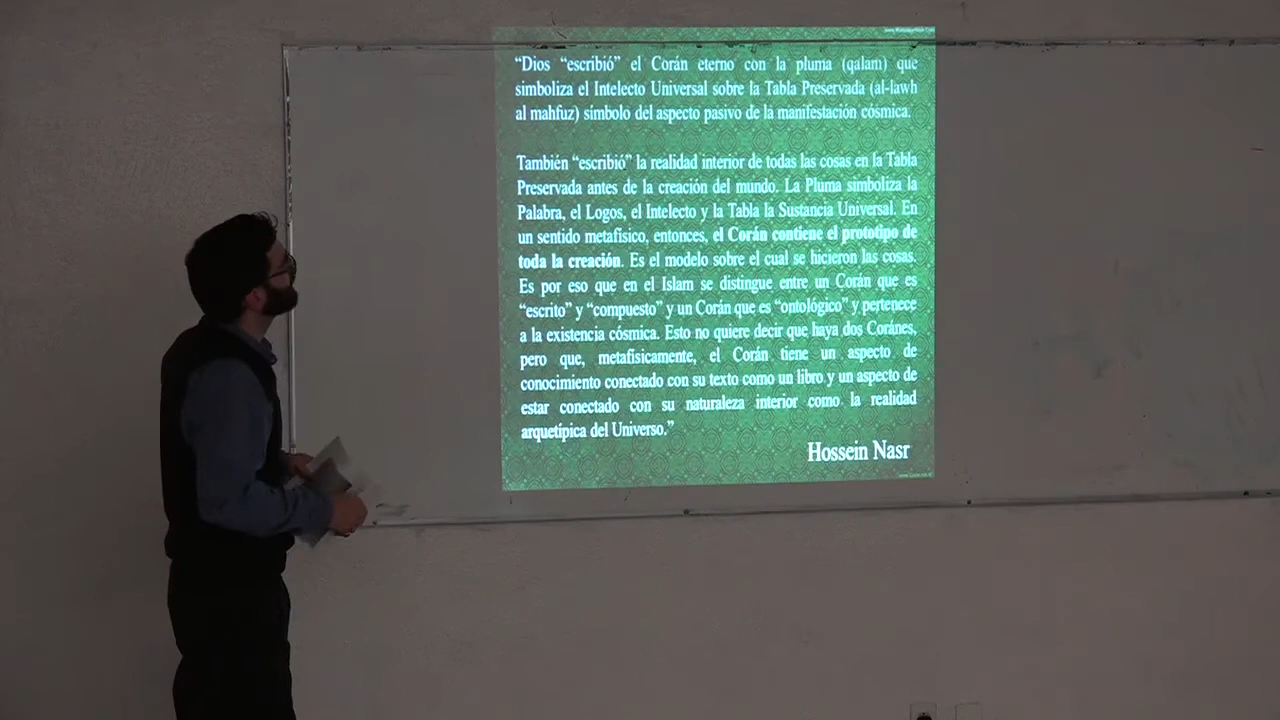 “Dios “escribió” el Corán eterno con la pluma (qalam) que
simboliza el Intelecto Universal sobre la Tabla Preservada (al-lawh
al mahfuz) símbolo del aspecto pasivo de la manifestación cósmica.
También “escribió” la realidad interior de todas las cosas en la Tabla
Preservada antes de la creación del mundo. La Pluma simboliza la
Palabra, el Logos, el Intelecto y la Tabla la Sustancia Universal. En
un sentido metafísico, entonces, el Corán contiene el prototipo de
toda la creación. Es el modelo sobre el cual se hicieron las cosas.
Es por eso que en el Islam se distingue entre un Corán que es
“escrito” y “compuesto” y un Corán que es “ontológico” y pertenece
a la existencia cósmica. Esto no quiere decir que haya dos Coránes,
pero que, metafísicamente, el Corán tiene un aspecto de
conocimiento conectado con su texto como un libro y un aspecto de
estar conectado con su naturaleza interior como la realidad
arquetípica del Universo.”
Hossein Nasr